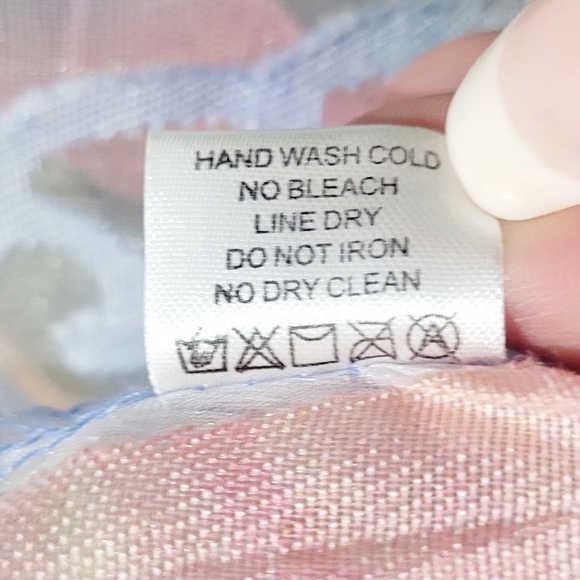 HAND WASH COLD
NO BLEACH
LINE DRY
DO NOT IRON
NO DRY CLEAN
A